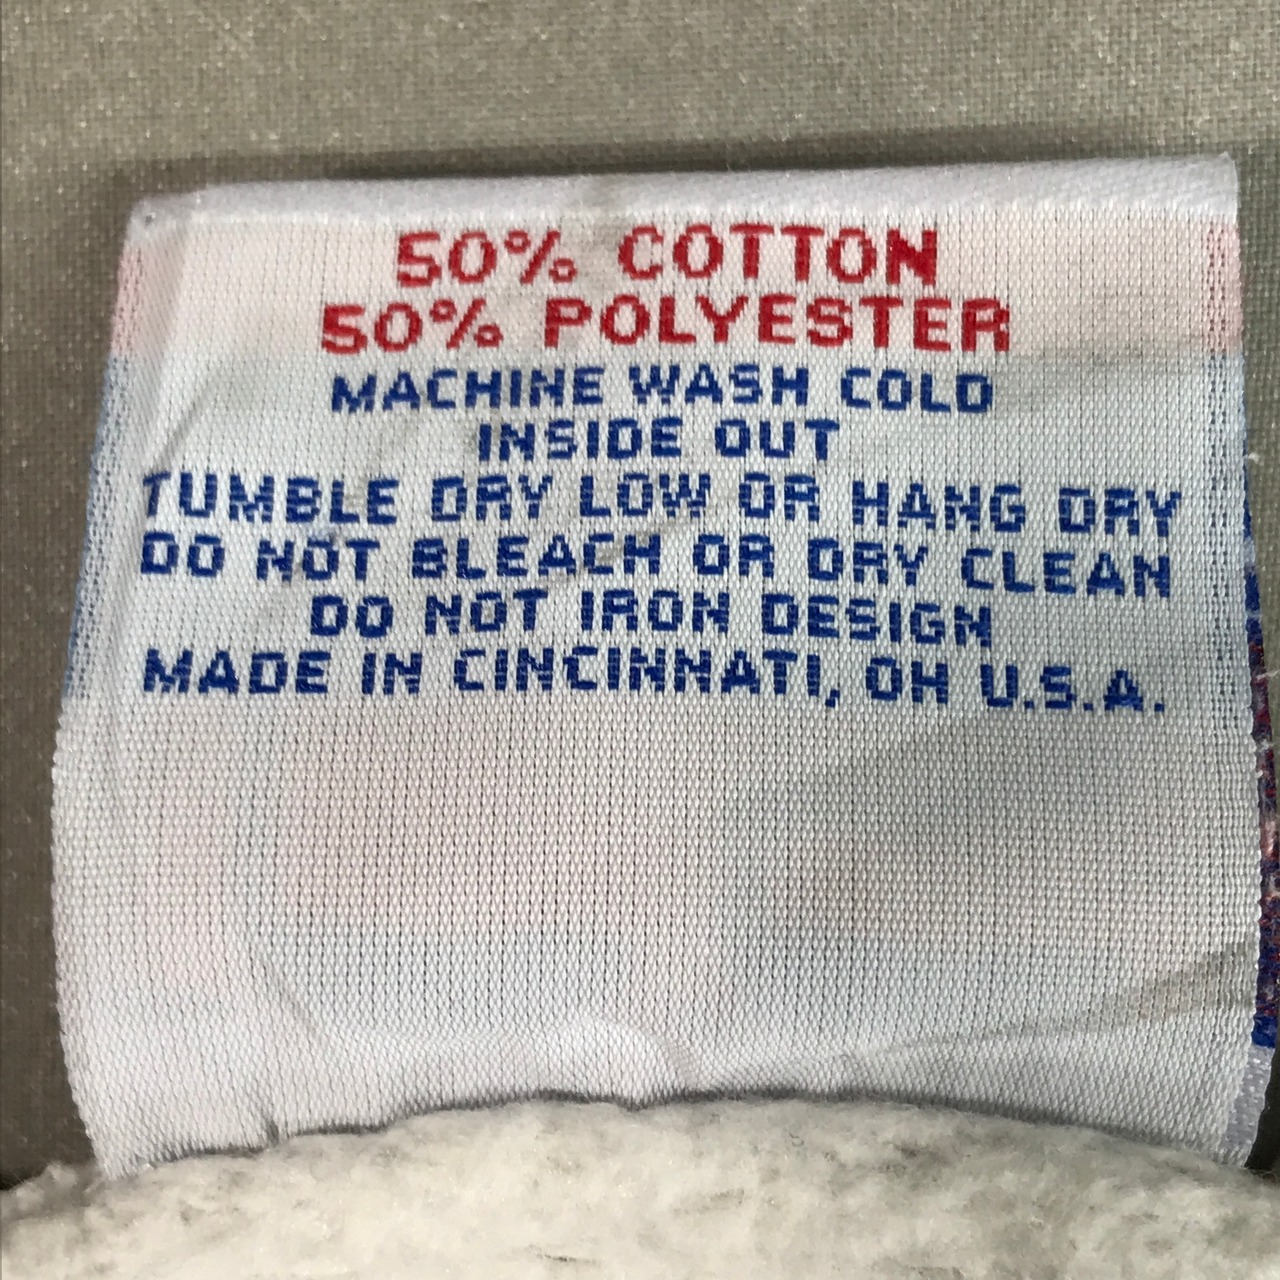 50% COTTON
50% POLYESTER
MACHINE WASH COLD
INSIDE OUT
TUMBLE DRY LOW OR HANG DRY
DO NOT BLEACH OR DRY CLEAN
DO NOT IRON DESIGN
MADE IN CINCINNATI, OH U.S.A.